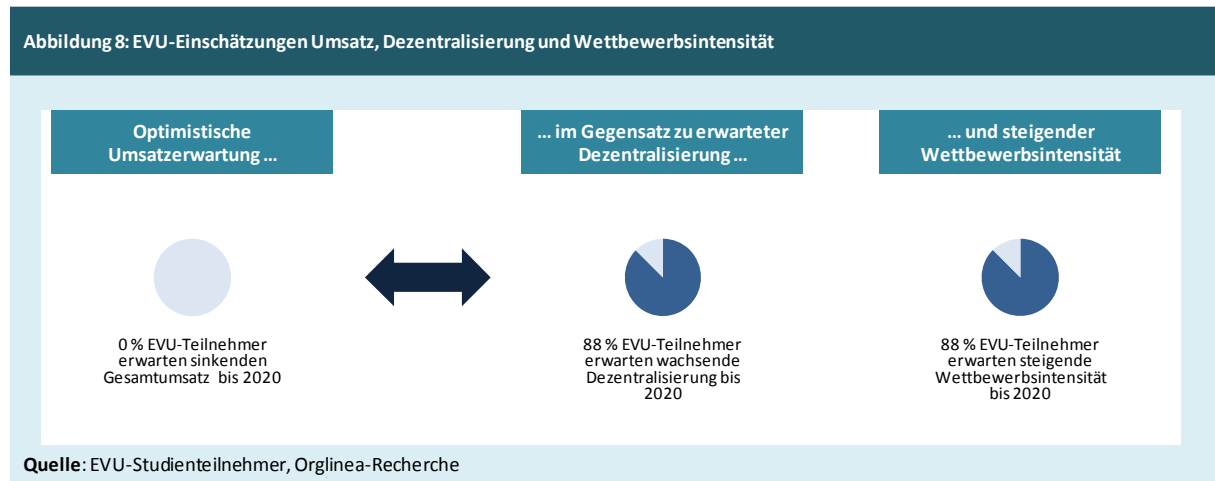 Abbildung 8: EVU-Einschätzungen Umsatz, Dezentralisierung und Wettbewerbsintensität
Optimistische
Umsatzerwartung ...
... im Gegensatz zu erwarteter
Dezentralisierung ...
... und steigender
Wettbewerbsintensität
0 % EVU-Teilnehmer
erwarten sinkenden
Gesamtumsatz bis 2020
88 % EVU-Teilnehmer
erwarten wachsende
Dezentralisierung bis
2020
88 % EVU-Teilnehmer
erwarten steigende
Wettbewerbsintensität
bis 2020
Quelle: EVU-Studienteilnehmer, Orglinea-Recherche